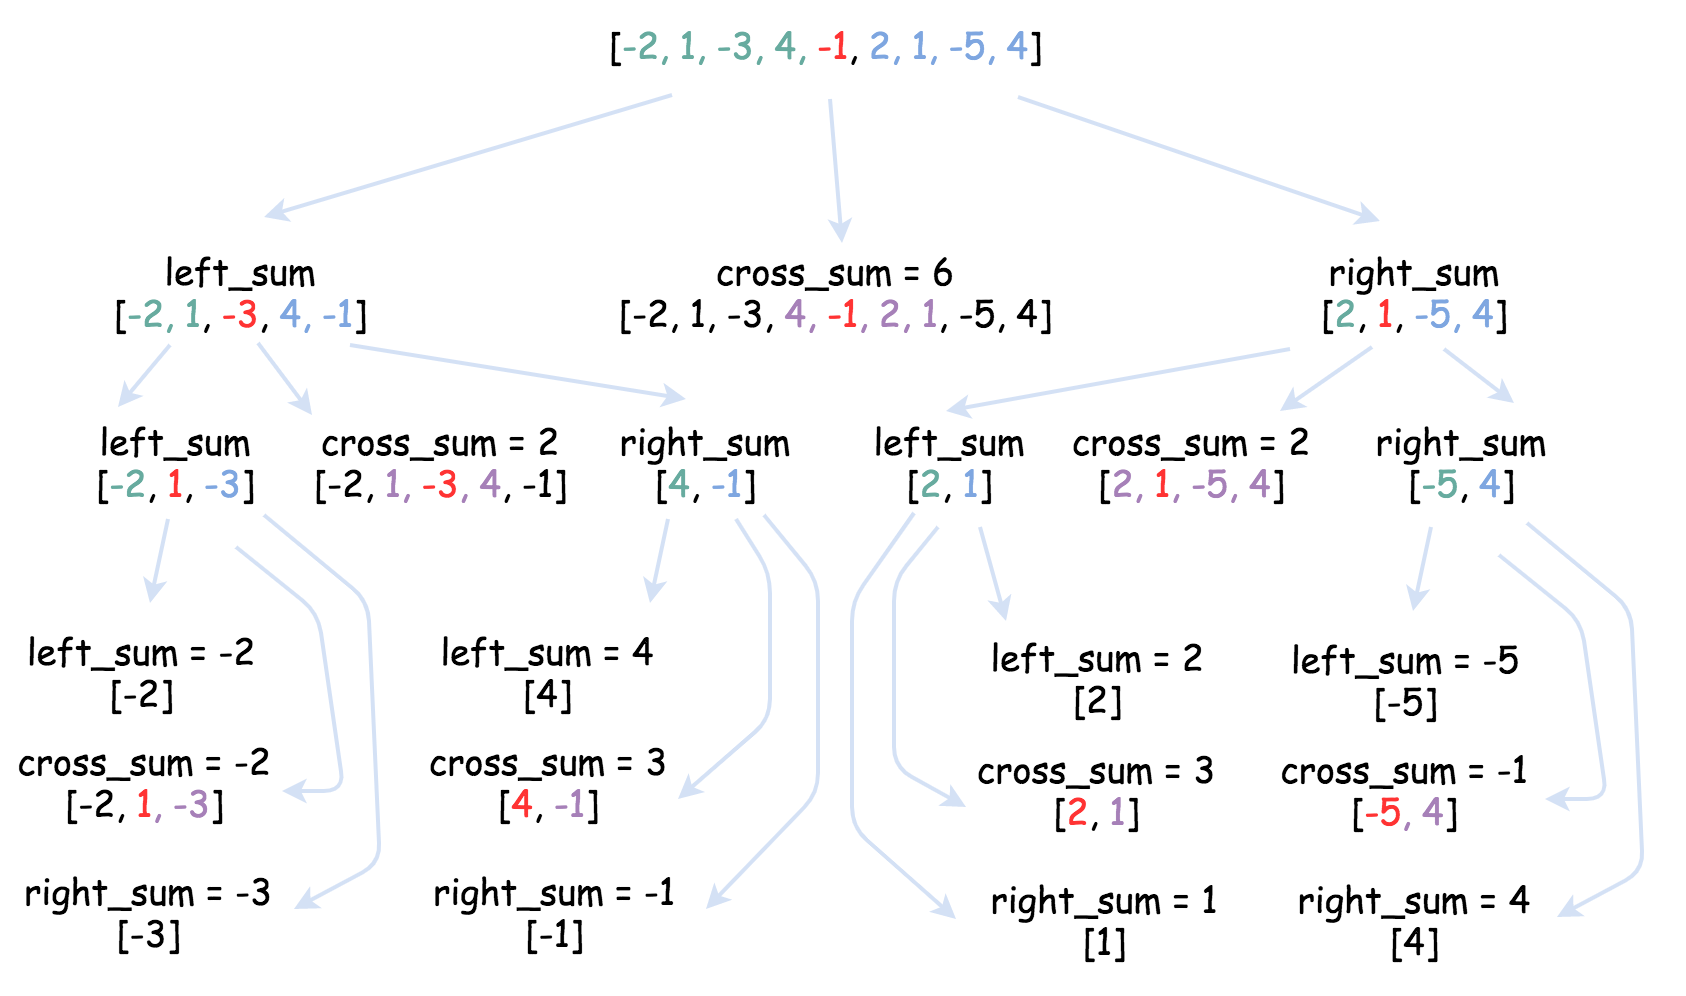 [-2, 1, -3, 4, -1, 2, 1, -5, 4]
left_sum
[-2, 1, -3, 4, -1]
cross_sum = 6
[-2, 1, -3, 4, -1, 2, 1, -5, 4]
right_sum
[2, 1, -5, 4]
left_sum
[-2, 1, -3]
cross_sum = 2
[-2, 1, -3, 4, -1]
right_sum
[4, -1]
left_sum
[2, 1]
cross_sum = 2
[2, 1, -5, 4]
right_sum
[-5, 4]
left_sum = -2
[-2]
cross_sum = -2
[-2, 1, -3]
right_sum = -3
[-3]
left_sum = 4
[4]
cross_sum = 3
[4, -1]
right_sum = -1
[-1]
left_sum = 2
[2]
cross_sum = 3
[2, 1]
right_sum = 1
[1]
left_sum = -5
[-5]
cross_sum = -1
[-5, 4]
right_sum = 4
[4]